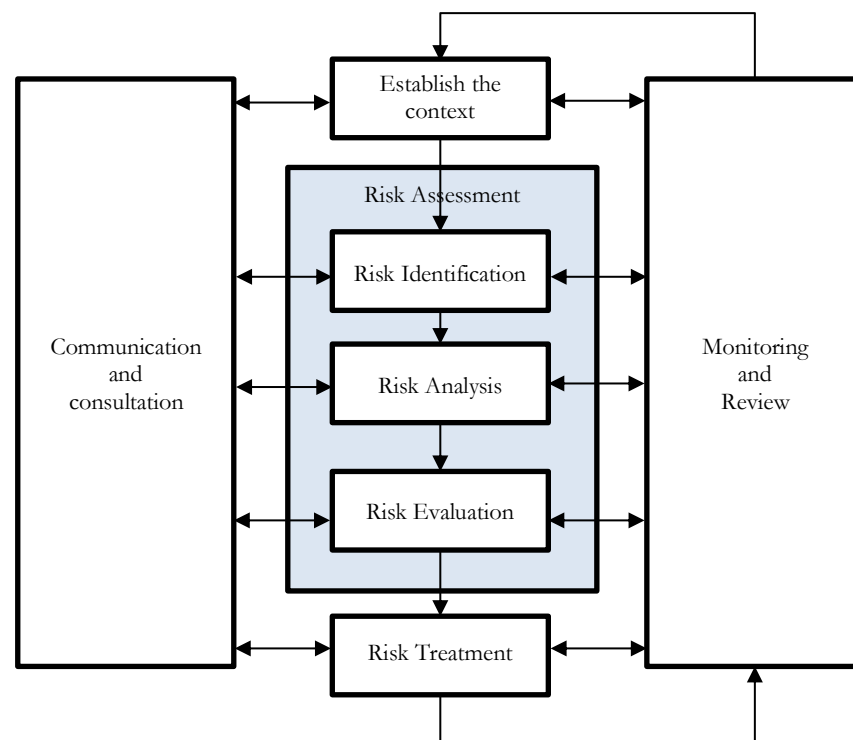 Establish the
context
Risk Assessment
Risk Identification
Communication
and
consultation
Monitoring
and
Review
Risk Analysis
Risk Evaluation
Risk Treatment